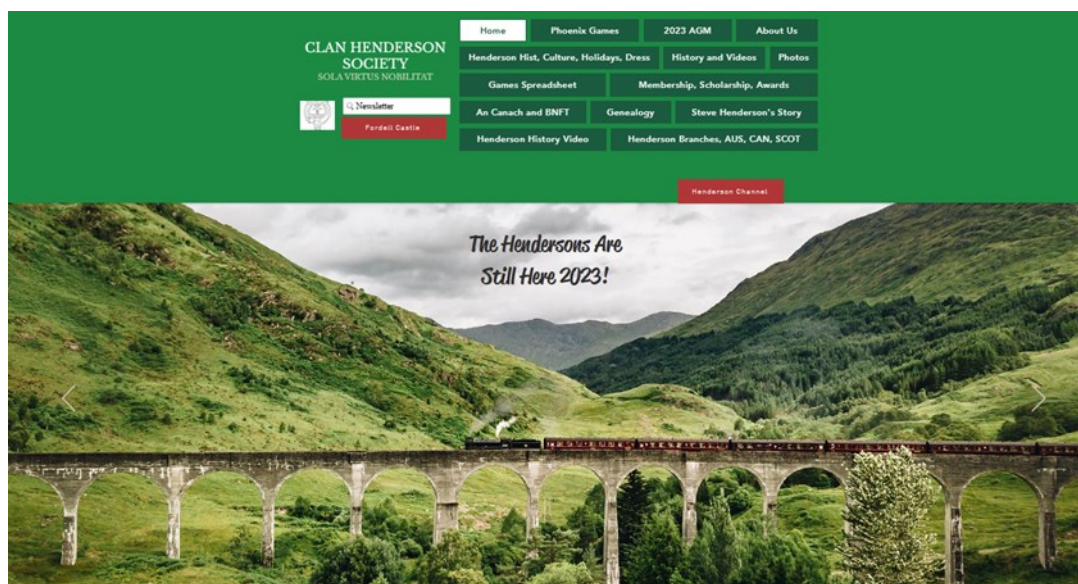 CLAN HENDERSON
SOCIETY
SOLA VIRTUS NOBILITAT
Newsletter
Fordell Castle
Home
Phoenix Games
2023 AGM
About Us
Henderson Hist, Culture, Holidays, Dress
History and Videos
Photos
Games Spreadsheet
Membership, Scholarship, Awards
An Canach and BNFT
Genealogy
Steve Henderson's Story
Henderson History Video
Henderson Branches, AUS, CAN, SCOT
Henderson Channel
The Hendersons Are
Still Here 2023!